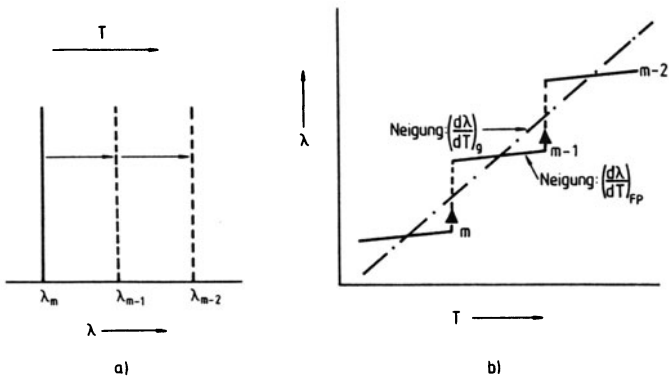 T
λm λm-1 λm-2
λ
a)
λ
Neigung: (dλ/dT)g
m-2
m-1
Neigung: (dλ/dT)FP
m
T
b)